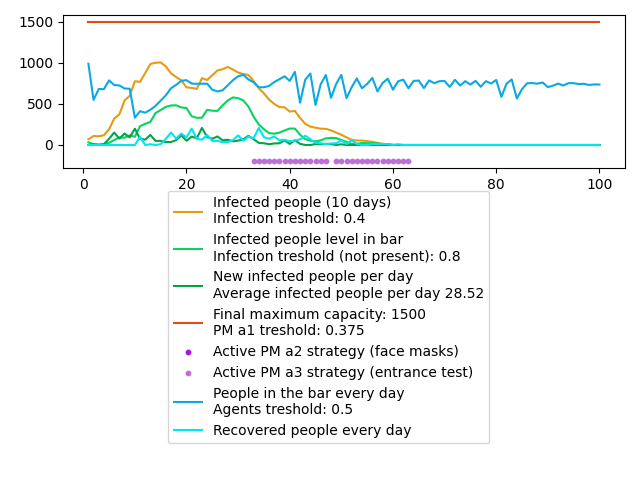 1500
1000
500
0
0
20
40
60
80
100
Infected people (10 days)
Infection treshold: 0.4
Infected people level in bar
Infection treshold (not present): 0.8
New infected people per day
Average infected people per day 28.52
Final maximum capacity: 1500
PM a1 treshold: 0.375
Active PM a2 strategy (face masks)
Active PM a3 strategy (entrance test)
People in the bar every day
Agents treshold: 0.5
Recovered people every day